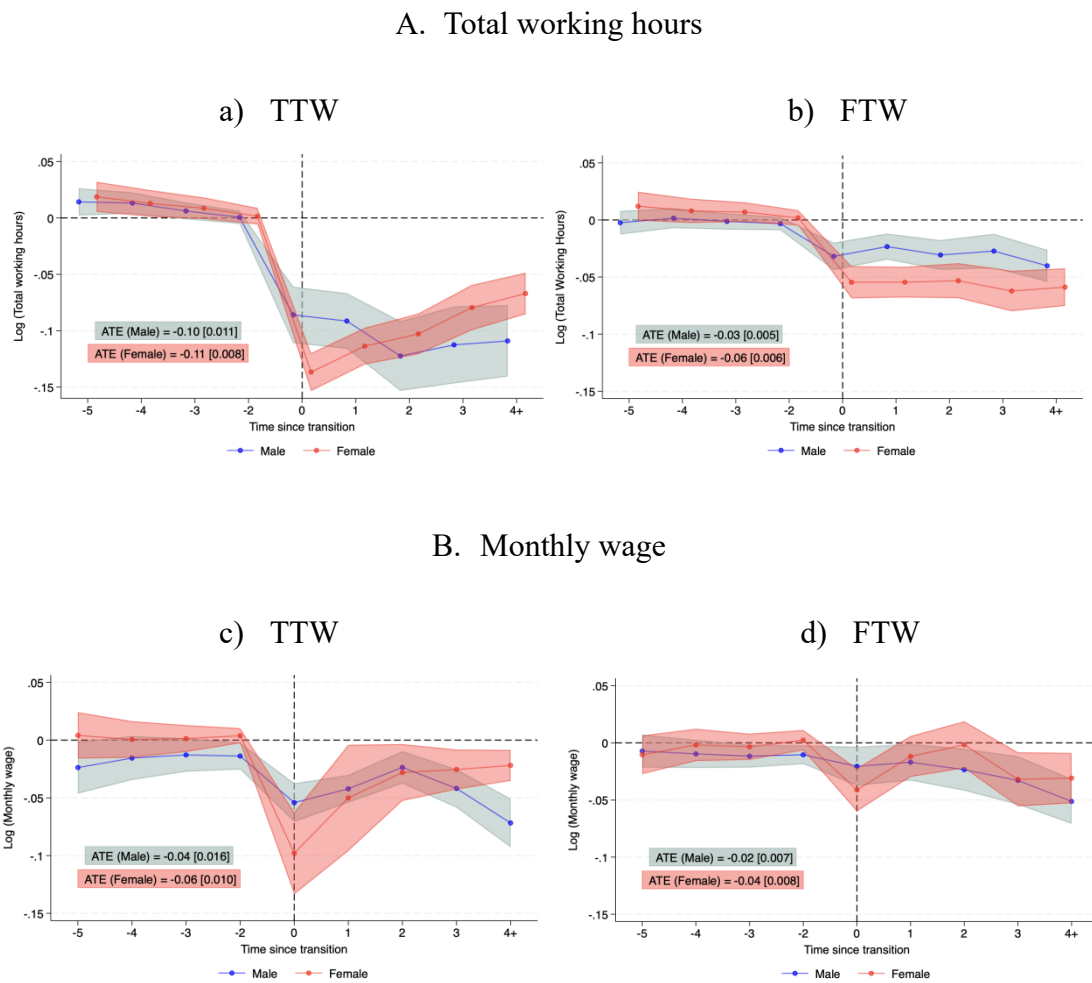 A. Total working hours
a) TTW
b) FTW
.05
0
-.05
-.1
-.15
Log (Total working hours)
ATE (Male) = -0.10 [0.011]
ATE (Female) = -0.11 [0.008]
-5 -4 -3 -2 0 1 2 3 4+
Time since transition
Male Female
.05
0
-.05
-.1
-.15
Log (Total Working Hours)
ATE (Male) = -0.03 [0.005]
ATE (Female) = -0.06 [0.006]
-5 -4 -3 -2 0 1 2 3 4+
Time since transition
Male Female
B. Monthly wage
c) TTW
d) FTW
.05
0
-.05
-.1
-.15
Log (Monthly wage)
ATE (Male) = -0.04 [0.016]
ATE (Female) = -0.06 [0.010]
-5 -4 -3 -2 0 1 2 3 4+
Time since transition
Male Female
.05
0
-.05
-.1
-.15
Log (Monthly wage)
ATE (Male) = -0.02 [0.007]
ATE (Female) = -0.04 [0.008]
-5 -4 -3 -2 0 1 2 3 4+
Time since transition
Male Female